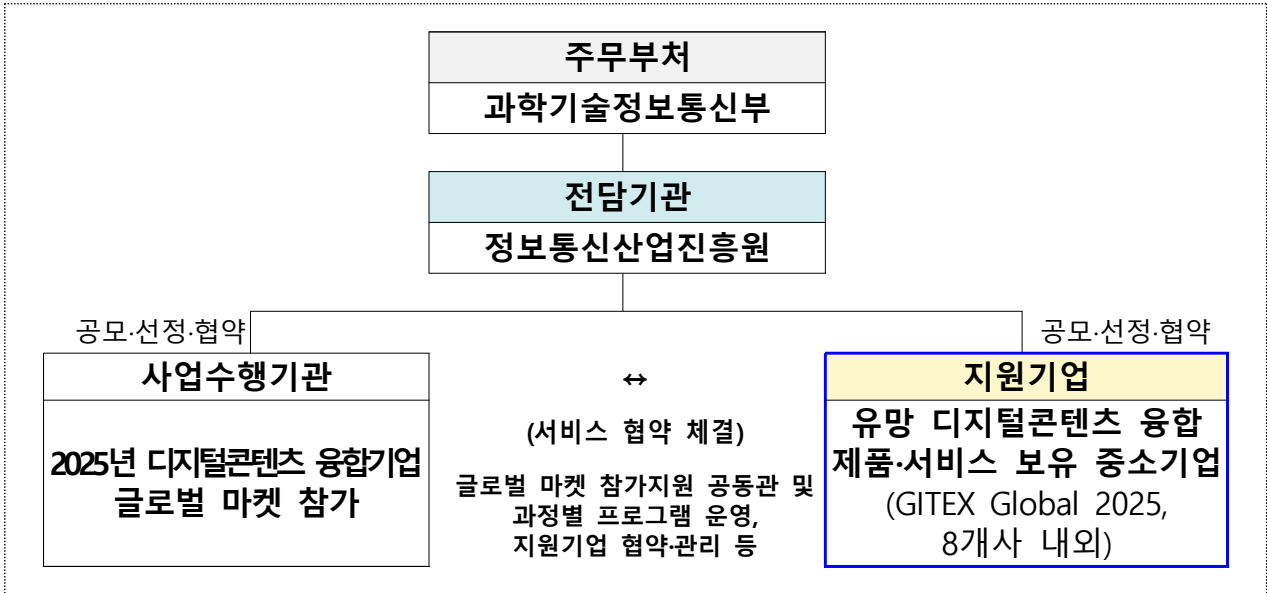 주무부처
과학기술정보통신부
전담기관
정보통신산업진흥원
공모·선정·협약
공모·선정·협약
사업수행기관
2025년 디지털콘텐츠 융합기업
글로벌 마켓 참가
↔
(서비스 협약 체결)
글로벌 마켓 참가지원 공동관 및
과정별 프로그램 운영,
지원기업 협약·관리 등
지원기업
유망 디지털콘텐츠 융합
제품·서비스 보유 중소기업
(GITEX Global 2025,
8개사 내외)